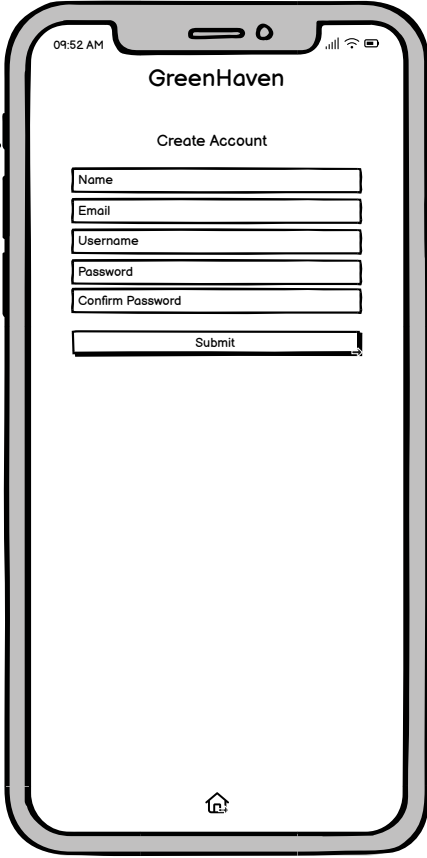 09:52 AM
GreenHaven
Create Account
Name
Email
Username
Password
Confirm Password
Submit